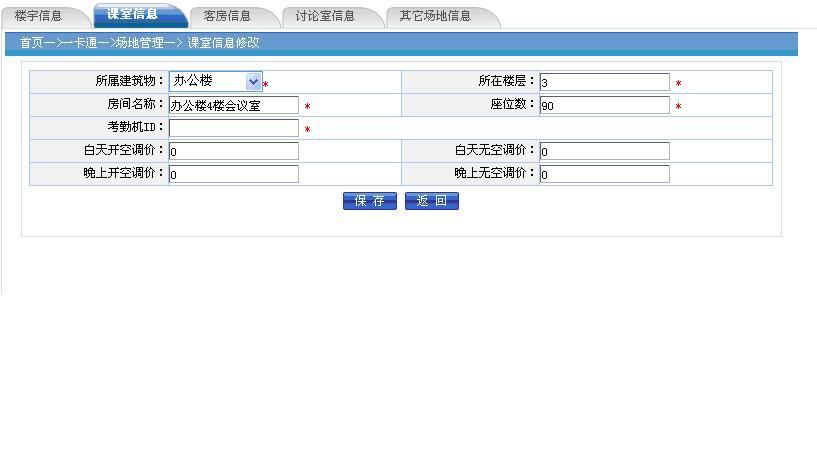 楼宇信息 课室信息 客房信息 讨论室信息 其它场地信息
首页—>一卡通—>场地管理—> 课室信息修改
所属建筑物： 办公楼 * 所在楼层： 3 *
房间名称： 办公楼4楼会议室 * 座位数： 90 *
考勤机ID： *
白天开空调价： 0 白天无空调价： 0
晚上开空调价： 0 晚上无空调价： 0
保 存 返 回